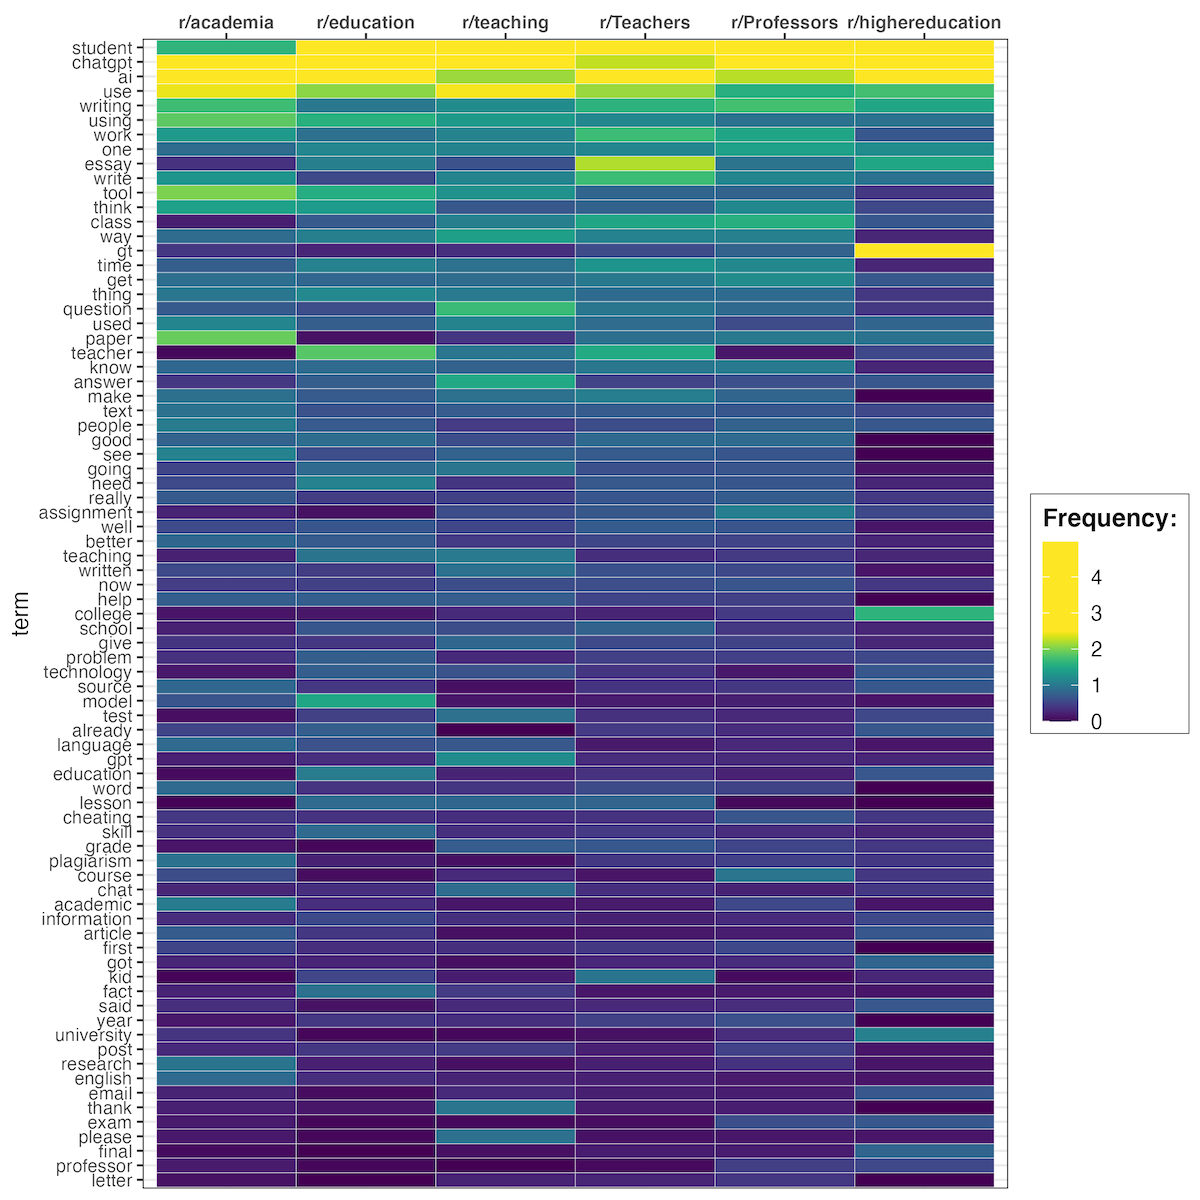 r/academia r/education r/teaching r/Teachers r/Professors r/highereducation
student
chatgpt
ai
use
writing
using
work
one
essay
write
tool
think
class
way
gt
time
get
thing
question
used
paper
teacher
know
answer
make
text
people
good
see
going
need
really
assignment
well
better
teaching
written
now
help
college
school
give
problem
technology
source
model
test
already
language
gpt
education
word
lesson
cheating
skill
grade
plagiarism
course
chat
academic
information
article
first
got
kid
fact
said
year
university
post
research
english
email
thank
exam
please
final
professor
letter
term
Frequency:
4
3
2
1
0